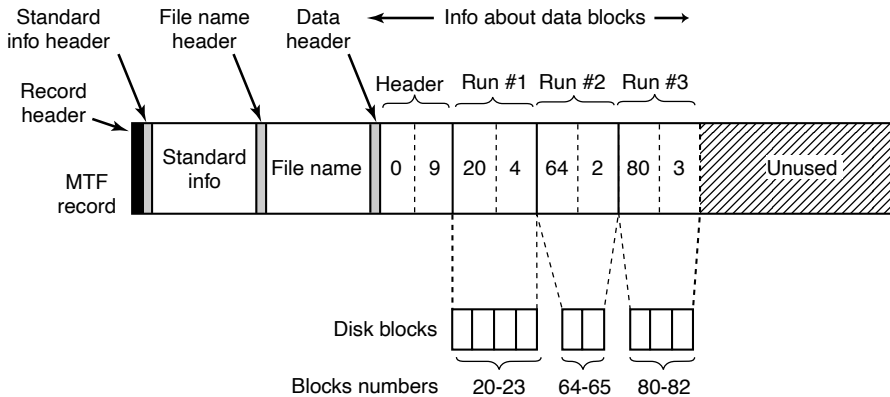 Standard
info header
File name
header
Data
header
Info about data blocks
Record
header
Header
Run #1
Run #2
Run #3
MTF
record
Standard
info
File name
0
9
20
4
64
2
80
3
Unused
Disk blocks
Blocks numbers
20-23
64-65
80-82